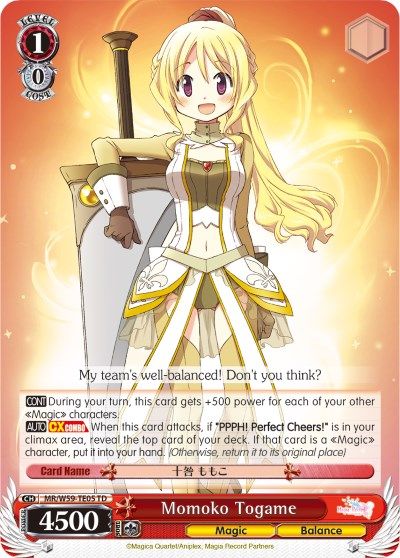 LEVEL
1
0
COST
My team's well-balanced! Don't you think?
CONT During your turn, this card gets +500 power for each of your other
«Magic» characters.
AUTO CX COMBO When this card attacks, if "PPPH! Perfect Cheers!" is in your
climax area, reveal the top card of your deck. If that card is a «Magic»
character, put it into your hand. (Otherwise, return it to its original place)
Card Name 十咎 ももこ
CH MR/W59-TE05 TD
Momoko Togame
POWER 4500
Magic Balance
©Magica Quartet/Aniplex, Magia Record Partners